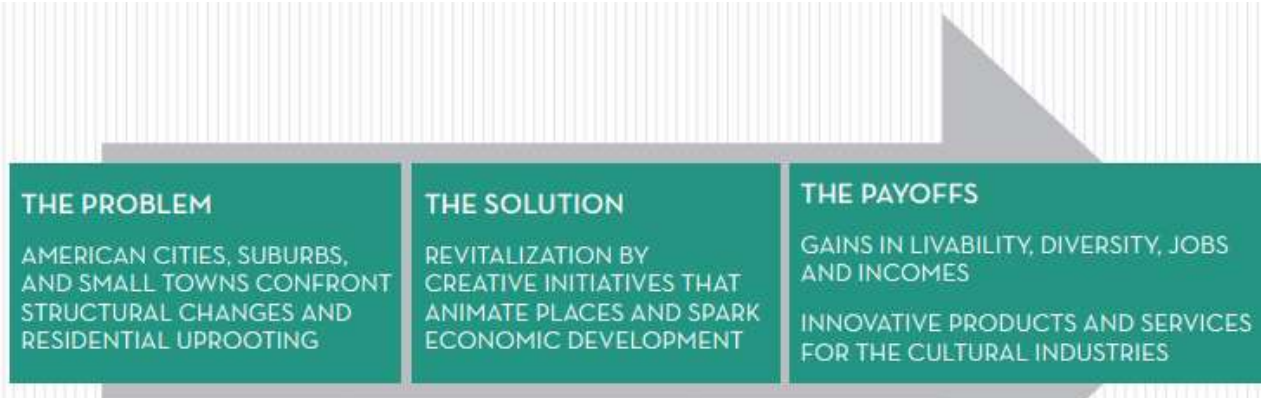 THE PROBLEM
AMERICAN CITIES, SUBURBS,
AND SMALL TOWNS CONFRONT
STRUCTURAL CHANGES AND
RESIDENTIAL UPROOTING
THE SOLUTION
REVITALIZATION BY
CREATIVE INITIATIVES THAT
ANIMATE PLACES AND SPARK
ECONOMIC DEVELOPMENT
THE PAYOFFS
GAINS IN LIVABILITY, DIVERSITY, JOBS
AND INCOMES
INNOVATIVE PRODUCTS AND SERVICES
FOR THE CULTURAL INDUSTRIES